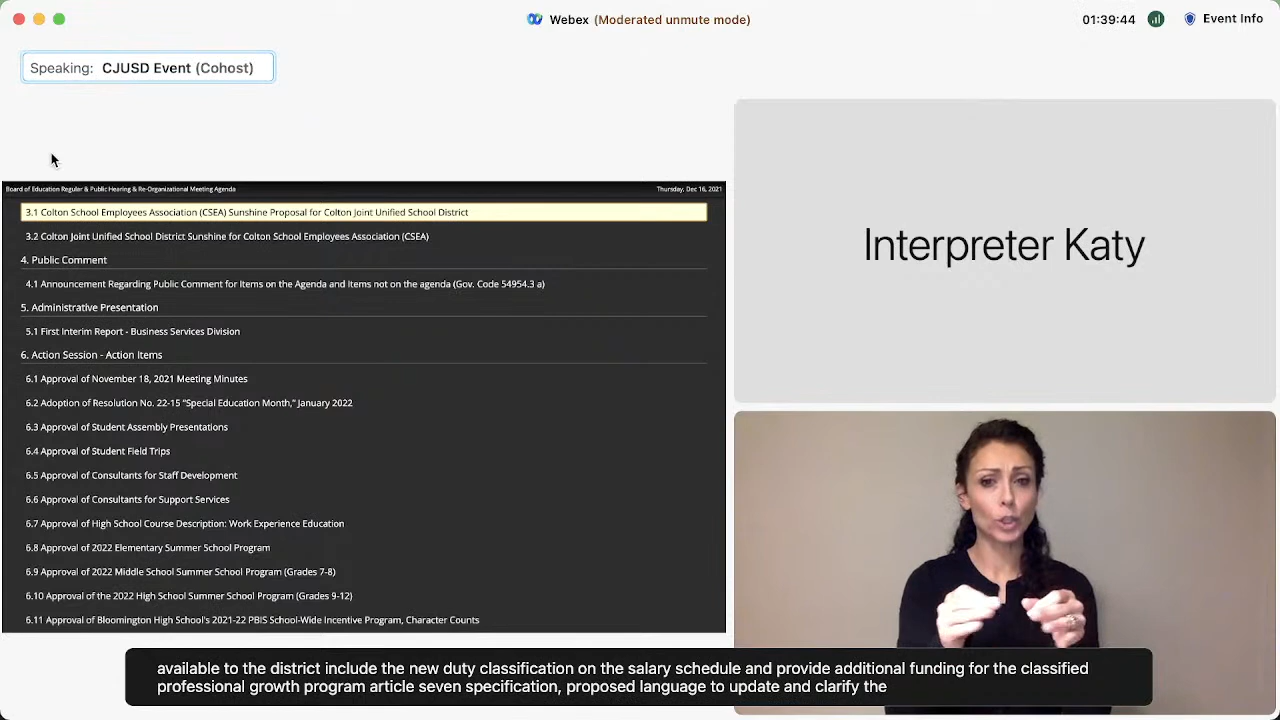 Webex (Moderated unmute mode)
01:39:44
Event Info
Speaking: CJUSD Event (Cohost)
Board of Education Regular & Public Hearing & Re-Organizational Meeting Agenda
Thursday, Dec 16, 2021
3.1 Colton School Employees Association (CSEA) Sunshine Proposal for Colton Joint Unified School District
3.2 Colton Joint Unified School District Sunshine for Colton School Employees Association (CSEA)
4. Public Comment
4.1 Announcement Regarding Public Comment for Items on the Agenda and Items not on the agenda (Gov. Code 54954.3 a)
5. Administrative Presentation
5.1 First Interim Report - Business Services Division
6. Action Session - Action Items
6.1 Approval of November 18, 2021 Meeting Minutes
6.2 Adoption of Resolution No. 22-15 "Special Education Month," January 2022
6.3 Approval of Student Assembly Presentations
6.4 Approval of Student Field Trips
6.5 Approval of Consultants for Staff Development
6.6 Approval of Consultants for Support Services
6.7 Approval of High School Course Description: Work Experience Education
6.8 Approval of 2022 Elementary Summer School Program
6.9 Approval of 2022 Middle School Summer School Program (Grades 7-8)
6.10 Approval of the 2022 High School Summer School Program (Grades 9-12)
6.11 Approval of Bloomington High School's 2021-22 PBIS School-Wide Incentive Program, Character Counts
Interpreter Katy
available to the district include the new duty classification on the salary schedule and provide additional funding for the classified
professional growth program article seven specification, proposed language to update and clarify the